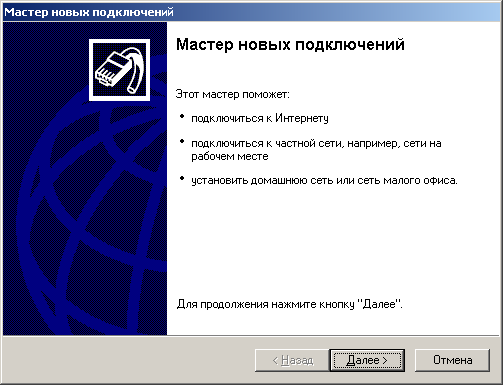 Мастер новых подключений
Мастер новых подключений
Этот мастер поможет:
• подключиться к Интернету
• подключиться к частной сети, например, сети на
рабочем месте
• установить домашнюю сеть или сеть малого офиса.
Для продолжения нажмите кнопку "Далее".
< Назад
Далее >
Отмена